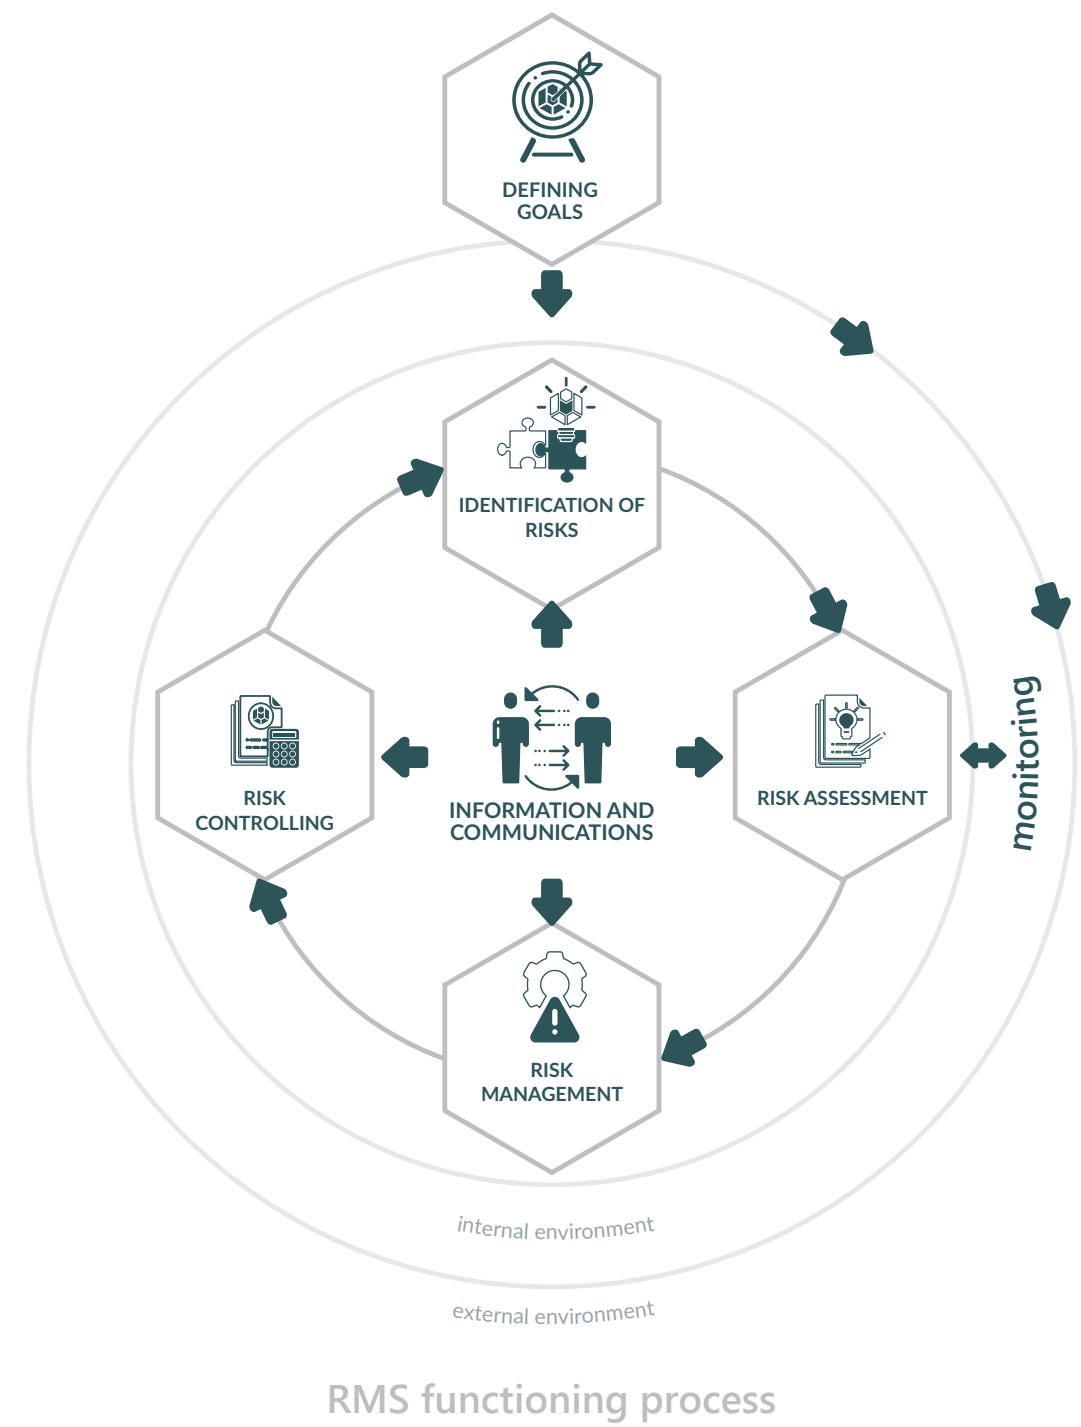 DEFINING
GOALS
IDENTIFICATION OF
RISKS
RISK
CONTROLLING
INFORMATION AND
COMMUNICATIONS
RISK ASSESSMENT
monitoring
RISK
MANAGEMENT
internal environment
external environment
RMS functioning process